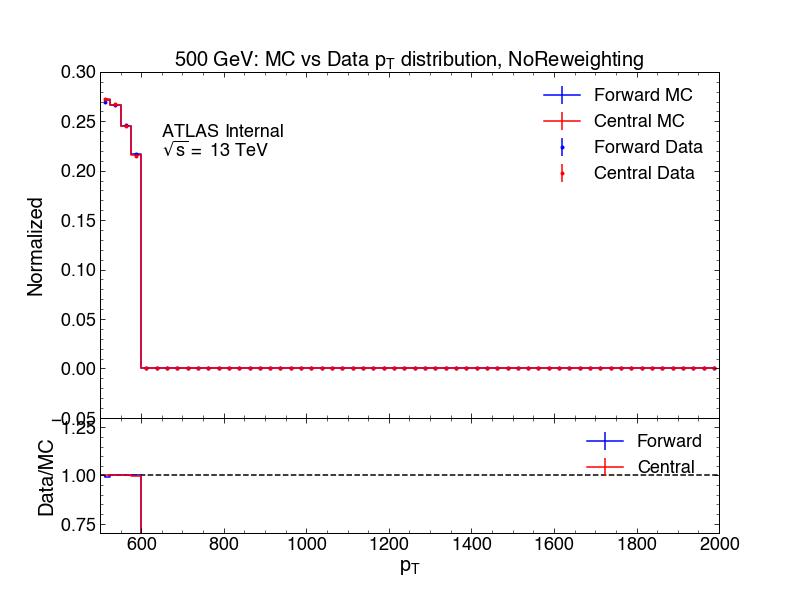 500 GeV: MC vs Data pT distribution, NoReweighting
0.30
0.25
0.20
0.15
0.10
0.05
0.00
-0.05
Normalized
ATLAS Internal
√s = 13 TeV
Forward MC
Central MC
Forward Data
Central Data
1.25
1.00
0.75
Data/MC
Forward
Central
600 800 1000 1200 1400 1600 1800 2000
pT